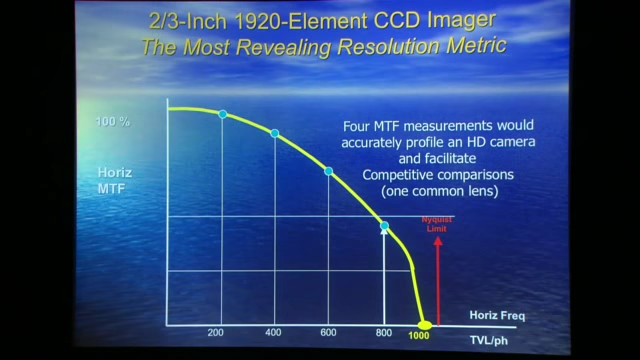 2/3-Inch 1920-Element CCD Imager
The Most Revealing Resolution Metric
100 %
Four MTF measurements would
accurately profile an HD camera
and facilitate
Competitive comparisons
(one common lens)
Horiz
MTF
Nyquist
Limit
Horiz Freq
200
400
600
800
1000
TVL/ph